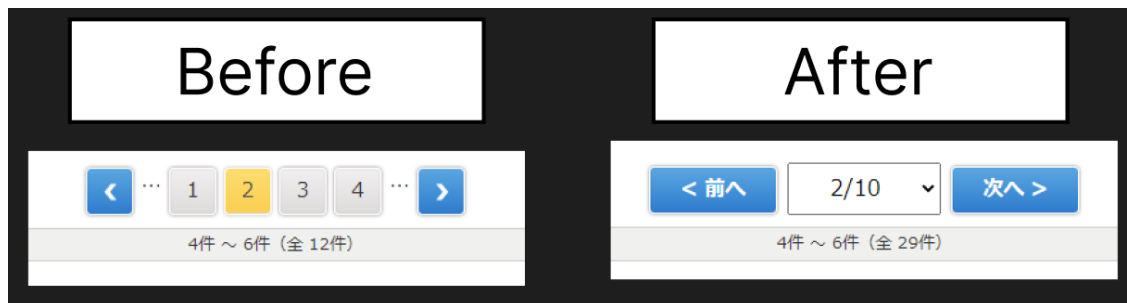 Before
After
‹ … 1 2 3 4 … ›
4件 ～ 6件（全 12件）
< 前へ 2/10 次へ >
4件 ～ 6件（全 29件）